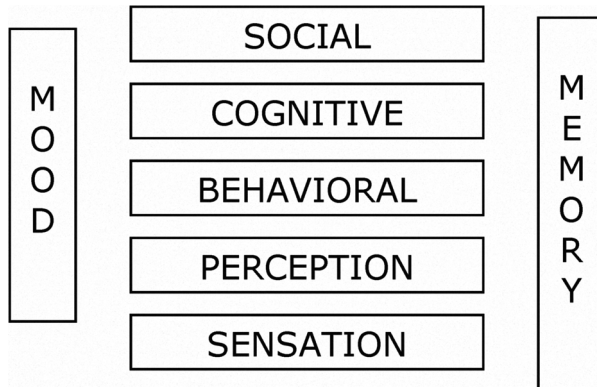 MOOD
SOCIAL
COGNITIVE
BEHAVIORAL
PERCEPTION
SENSATION
MEMORY